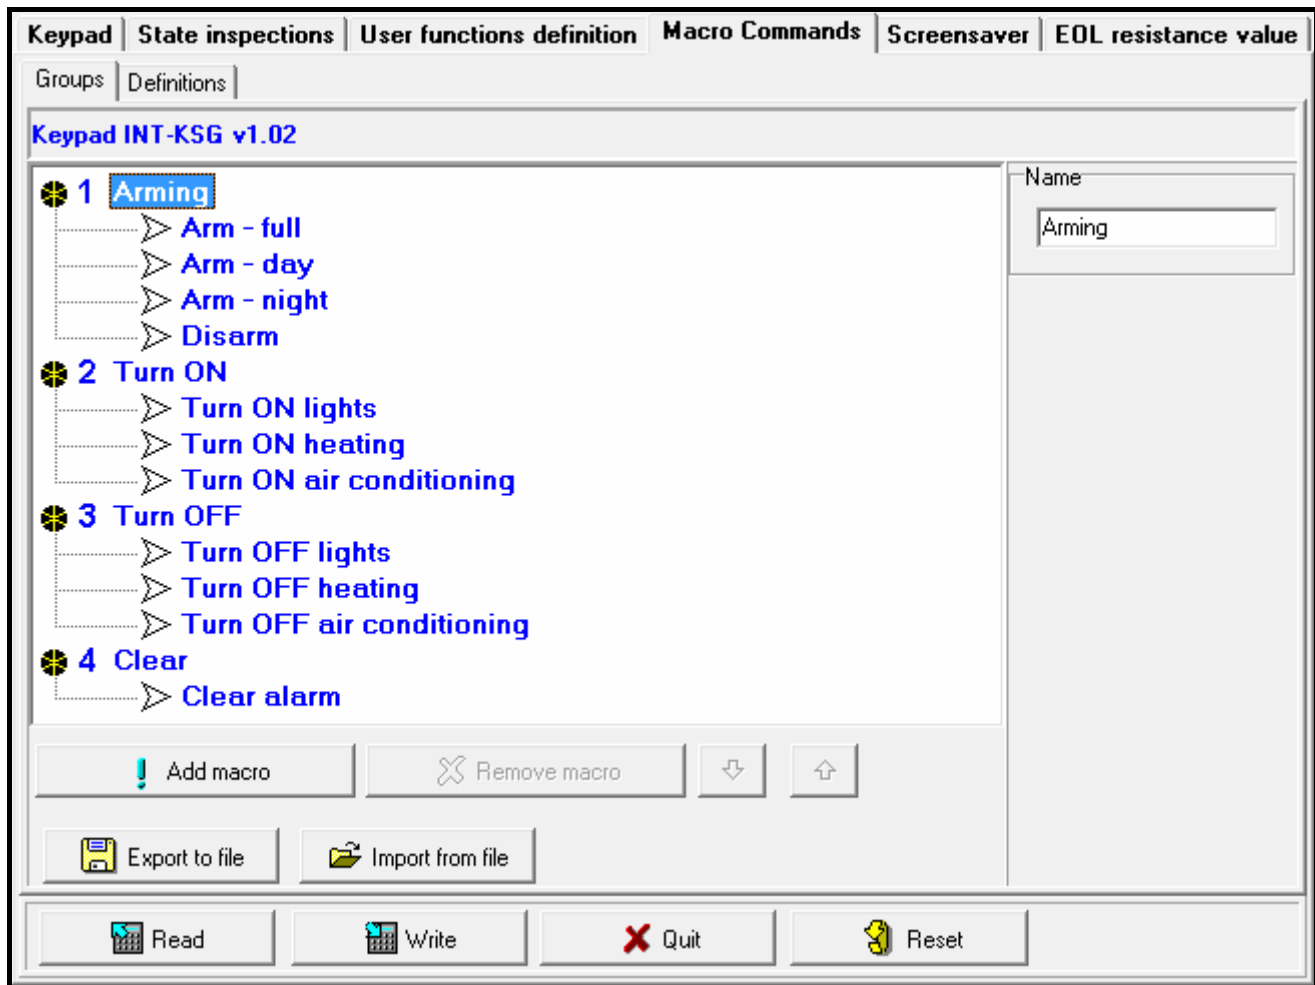 Keypad State inspections User functions definition Macro Commands Screensaver EOL resistance value
Groups Definitions
Keypad INT-KSG v1.02
Name
1 Arming
Arming
Arm - full
Arm - day
Arm - night
Disarm
2 Turn ON
Turn ON lights
Turn ON heating
Turn ON air conditioning
3 Turn OFF
Turn OFF lights
Turn OFF heating
Turn OFF air conditioning
4 Clear
Clear alarm
Add macro Remove macro
Export to file Import from file
Read Write Quit Reset